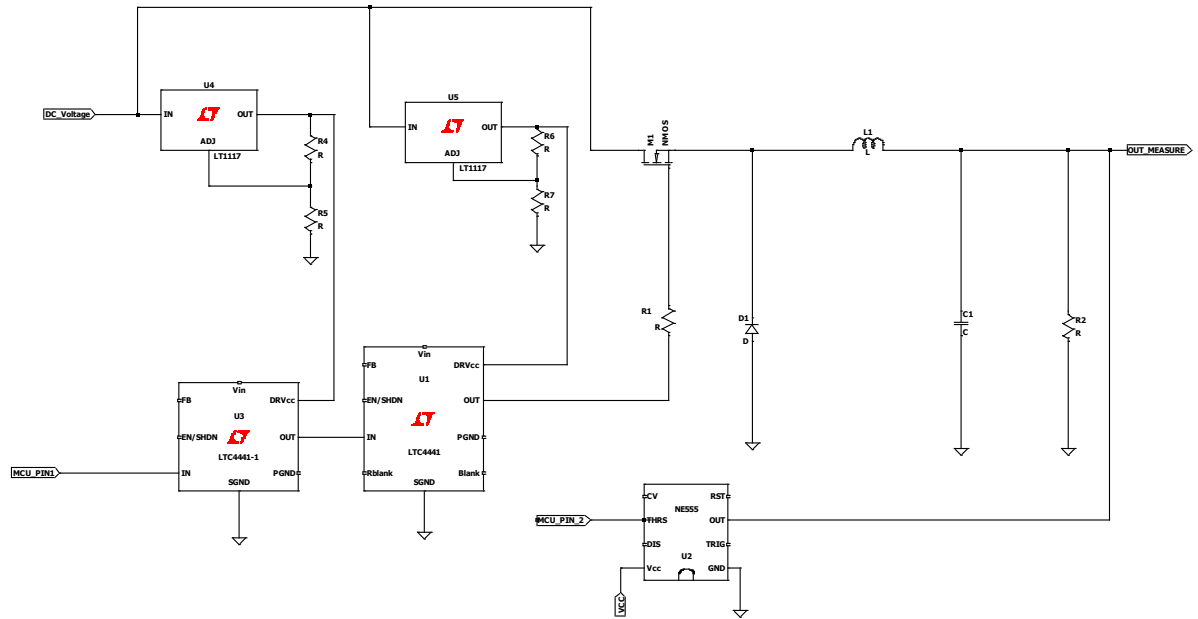 U4
DC_Voltage
IN
OUT
ADJ
LT1117
R4
R
R5
R
U5
IN
OUT
ADJ
LT1117
R6
R
R7
R
M1
NMOS
L1
L
OUT_MEASURE
R1
R
D1
D
C1
C
R2
R
Vin
FB
DRVcc
U1
EN/SHDN
OUT
LTC4441
IN
PGND
Rblank
Blank
SGND
Vin
FB
DRVcc
U3
EN/SHDN
OUT
LTC4441-1
IN
PGND
SGND
MCU_PIN1
MCU_PIN_2
CV
RST
NE555
THRS
OUT
DIS
TRIG
U2
Vcc
GND
VCC